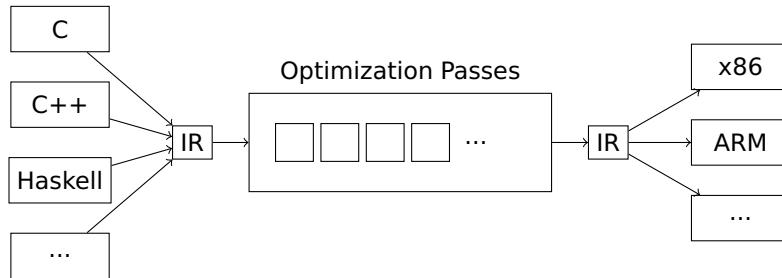 C
C++
Haskell
...
IR
Optimization Passes
...
IR
x86
ARM
...